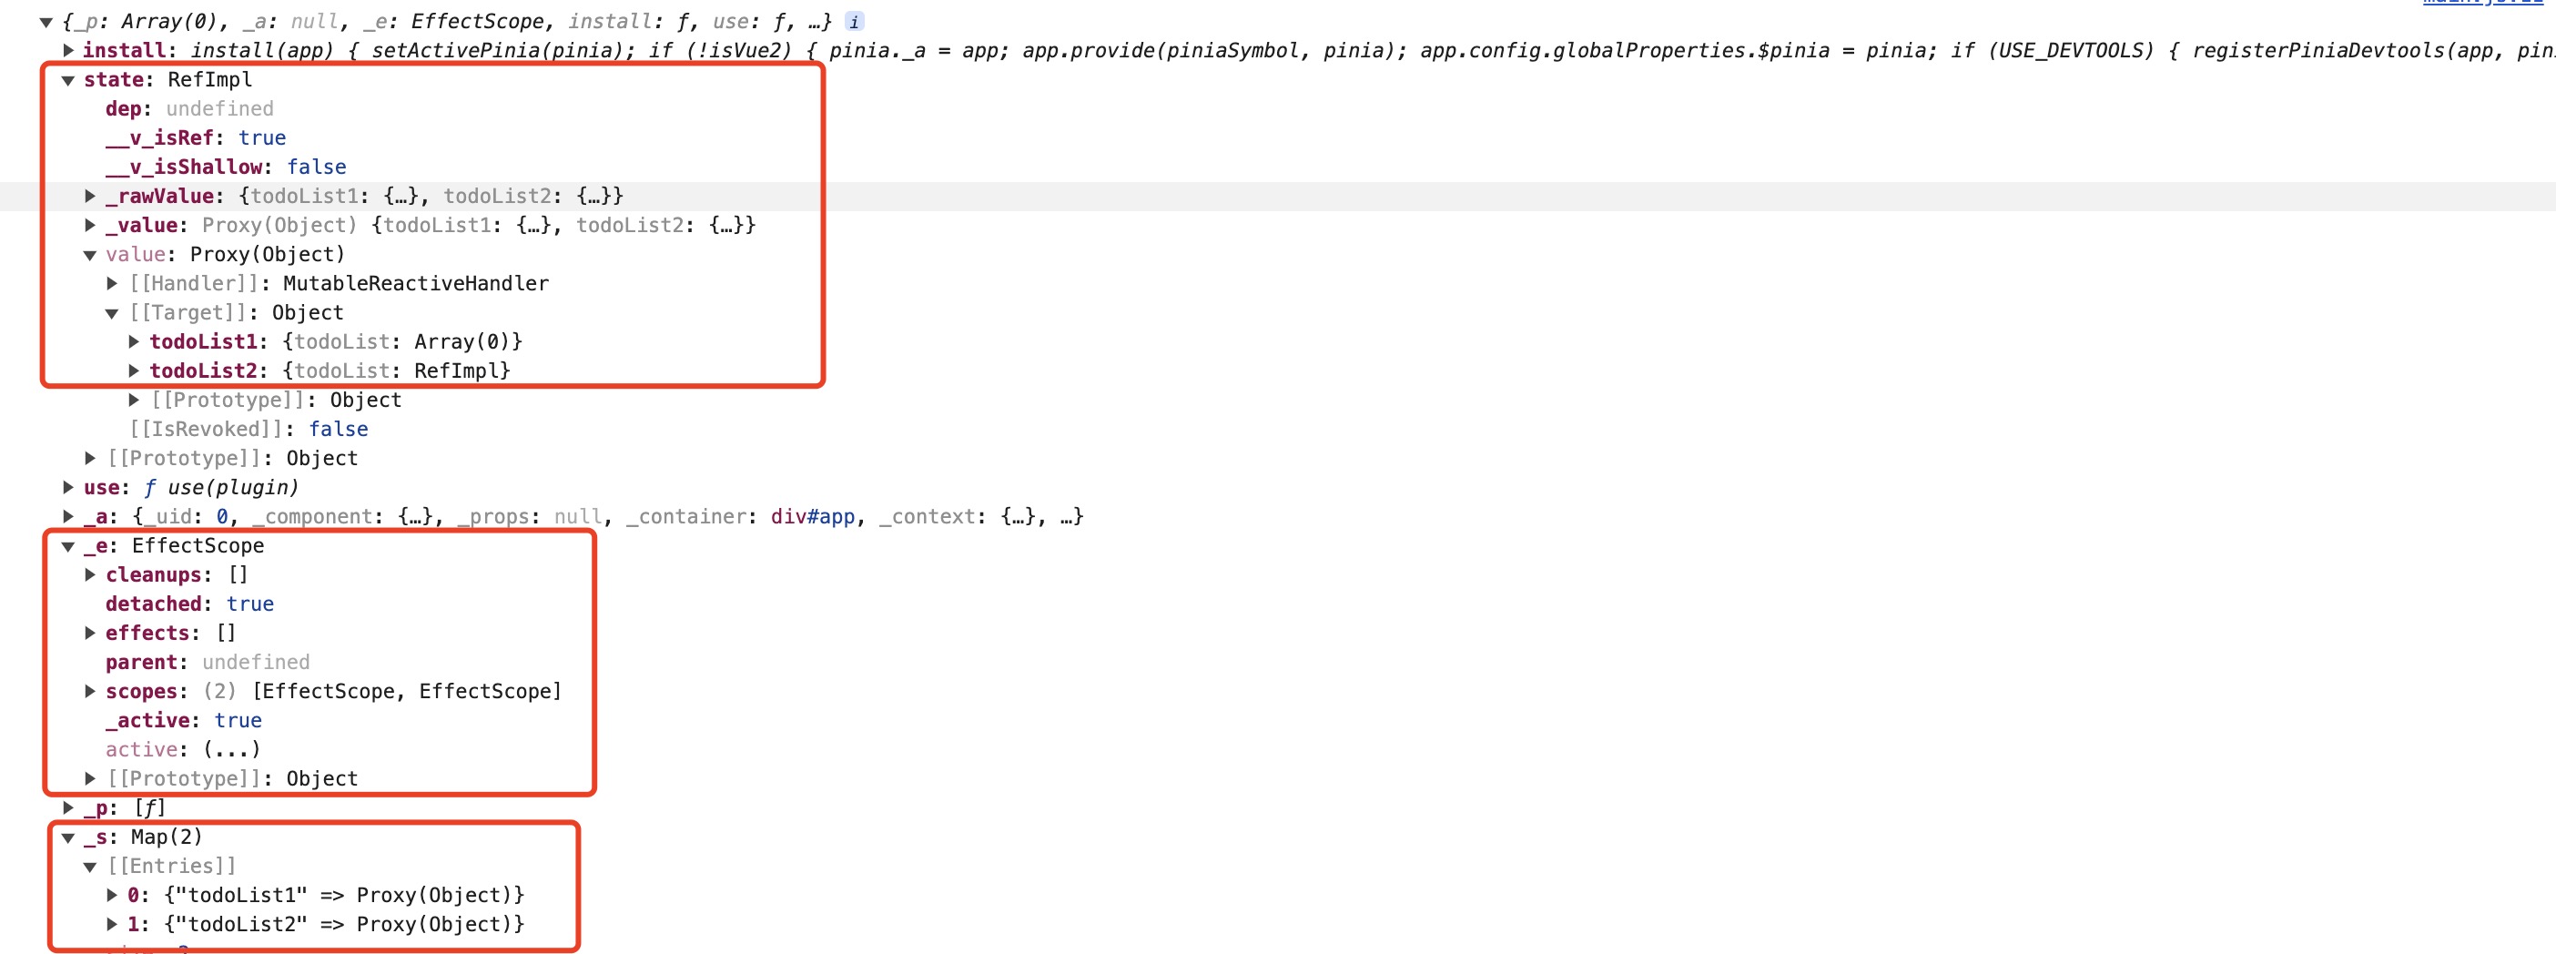 {_p: Array(0), _a: null, _e: EffectScope, install: ƒ, use: ƒ, …} i
install: install(app) { setActivePinia(pinia); if (!isVue2) { pinia._a = app; app.provide(piniaSymbol, pinia); app.config.globalProperties.$pinia = pinia; if (USE_DEVTOOLS) { registerPiniaDevtools(app, pin
state: RefImpl
dep: undefined
__v_isRef: true
__v_isShallow: false
_rawValue: {todoList1: {…}, todoList2: {…}}
_value: Proxy(Object) {todoList1: {…}, todoList2: {…}}
value: Proxy(Object)
[[Handler]]: MutableReactiveHandler
[[Target]]: Object
todoList1: {todoList: Array(0)}
todoList2: {todoList: RefImpl}
[[Prototype]]: Object
[[IsRevoked]]: false
[[Prototype]]: Object
use: ƒ use(plugin)
_a: {_uid: 0, _component: {…}, _props: null, _container: div#app, _context: {…}, …}
_e: EffectScope
cleanups: []
detached: true
effects: []
parent: undefined
scopes: (2) [EffectScope, EffectScope]
_active: true
active: (...)
[[Prototype]]: Object
_p: [ƒ]
_s: Map(2)
[[Entries]]
0: {"todoList1" => Proxy(Object)}
1: {"todoList2" => Proxy(Object)}